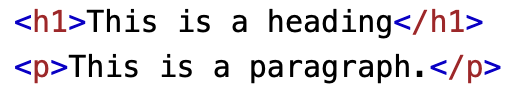 <h1>This is a heading</h1>
<p>This is a paragraph.</p>